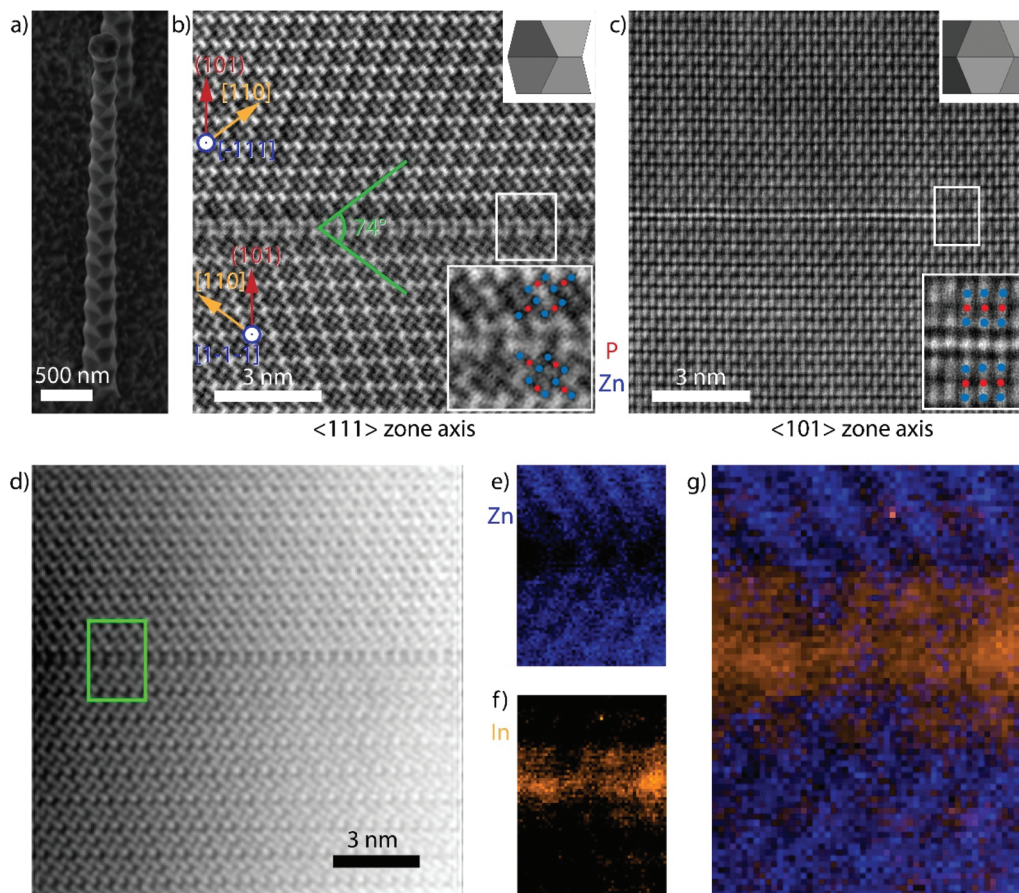 a)
500 nm
b)
(101)
[110]
[-111]
74°
(101)
[110]
[1-1-1]
3 nm
P
Zn
<111> zone axis
c)
3 nm
<101> zone axis
d)
3 nm
e)
Zn
f)
In
g)